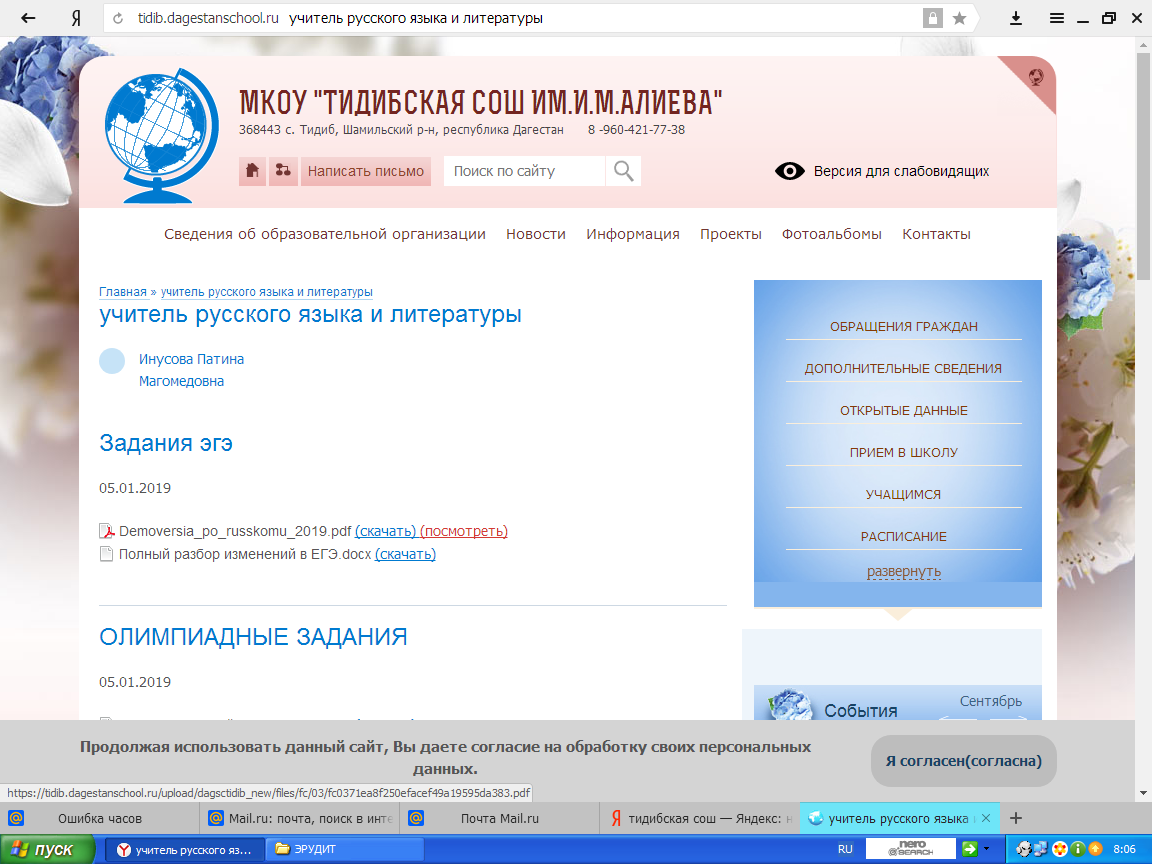 tidib.dagestanschool.ru учитель русского языка и литературы
МКОУ "ТИДИБСКАЯ СОШ ИМ.И.М.АЛИЕВА"
368443 с. Тидиб, Шамильский р-н, республика Дагестан 8 -960-421-77-38
Написать письмо
Поиск по сайту
Версия для слабовидящих
Сведения об образовательной организации Новости Информация Проекты Фотоальбомы Контакты
Главная » учитель русского языка и литературы
учитель русского языка и литературы
Инусова Патина
Магомедовна
Задания эгэ
05.01.2019
Demoversia_po_russkomu_2019.pdf (скачать) (посмотреть)
Полный разбор изменений в ЕГЭ.docx (скачать)
ОЛИМПИАДНЫЕ ЗАДАНИЯ
05.01.2019
ОБРАЩЕНИЯ ГРАЖДАН
ДОПОЛНИТЕЛЬНЫЕ СВЕДЕНИЯ
ОТКРЫТЫЕ ДАННЫЕ
ПРИЕМ В ШКОЛУ
УЧАЩИМСЯ
РАСПИСАНИЕ
развернуть
События
Сентябрь
Продолжая использовать данный сайт, Вы даете согласие на обработку своих персональных
данных.
Я согласен(согласна)
https://tidib.dagestanschool.ru/upload/dagsctidib_new/files/fc/03/fc0371ea8f250efacef49a19595da383.pdf
Ошибка часов
Mail.ru: почта, поиск в инте
Почта Mail.ru
тидибская сош — Яндекс: н
учитель русского языка
пуск
учитель русского яз...
ЭРУДИТ
RU
nero
SEARCH
8:06